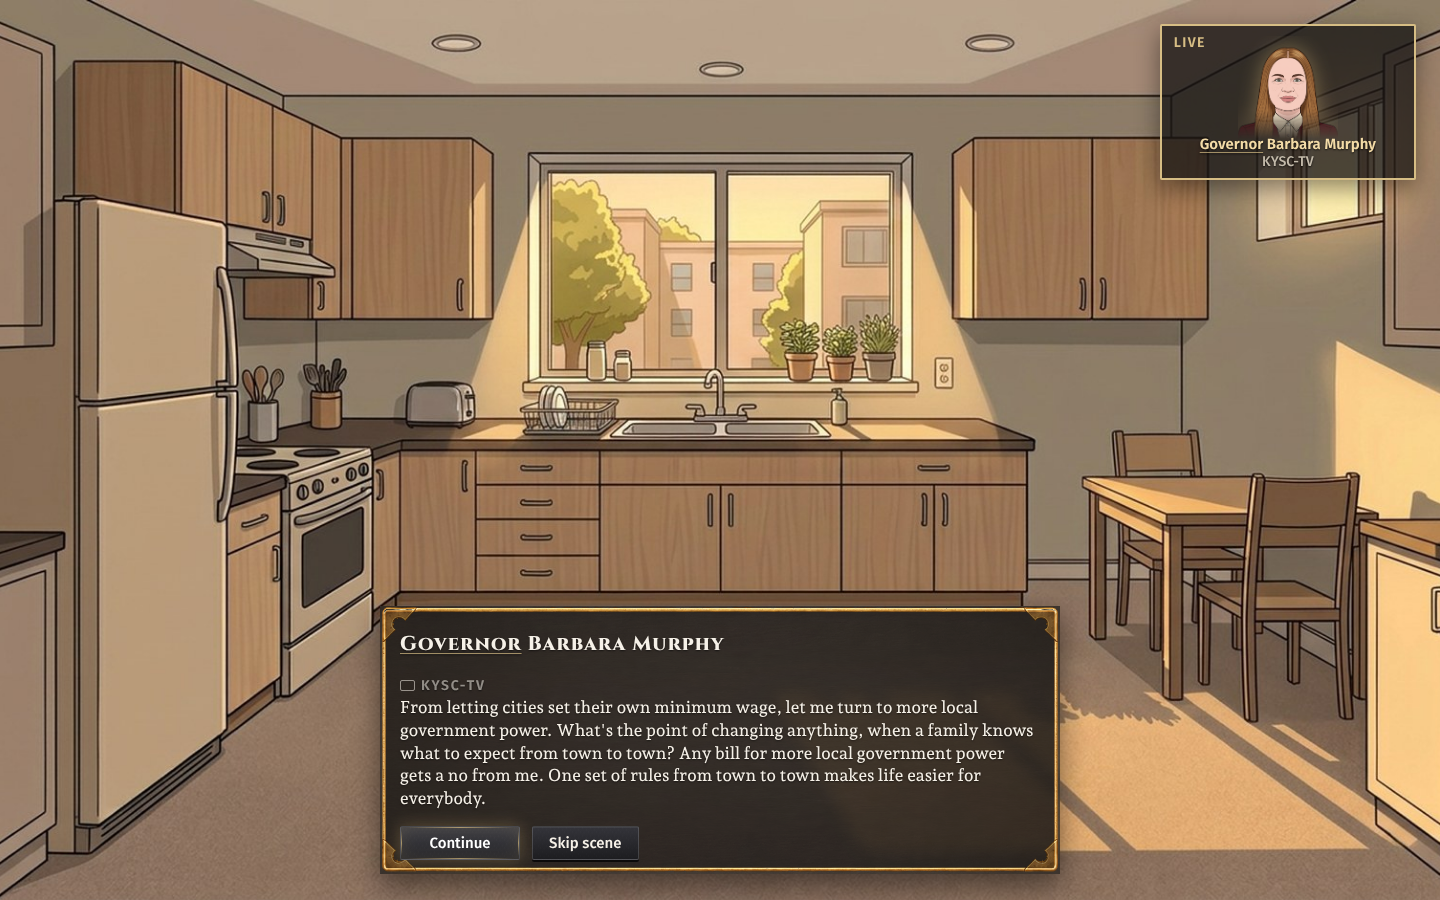 LIVE
Governor Barbara Murphy
KYSC-TV
Governor Barbara Murphy
KYSC-TV
From letting cities set their own minimum wage, let me turn to more local
government power. What's the point of changing anything, when a family knows
what to expect from town to town? Any bill for more local government power
gets a no from me. One set of rules from town to town makes life easier for
everybody.
Continue
Skip scene